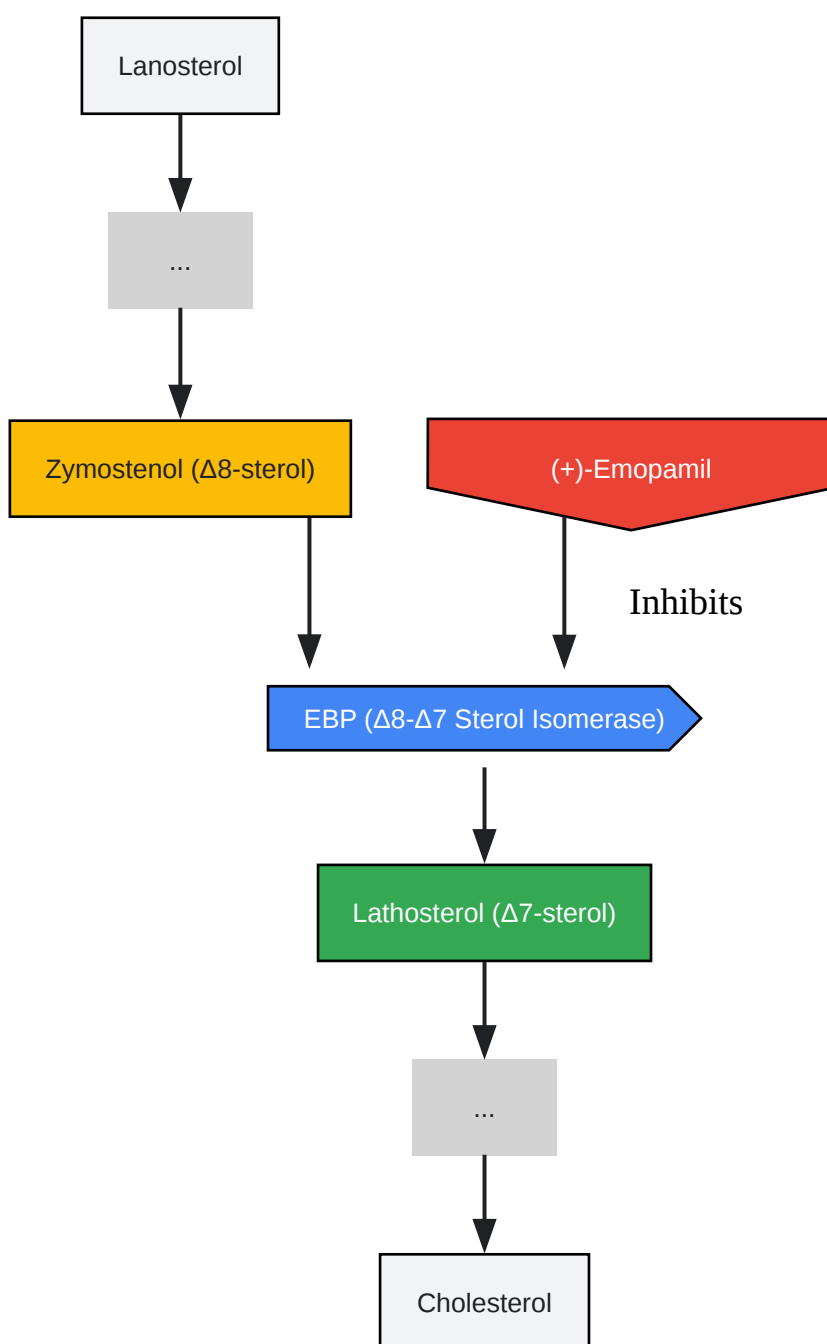 Lanosterol
...
Zymostenol (Δ8-sterol)
(+)-Emopamil
Inhibits
EBP (Δ8-Δ7 Sterol Isomerase)
Lathosterol (Δ7-sterol)
...
Cholesterol